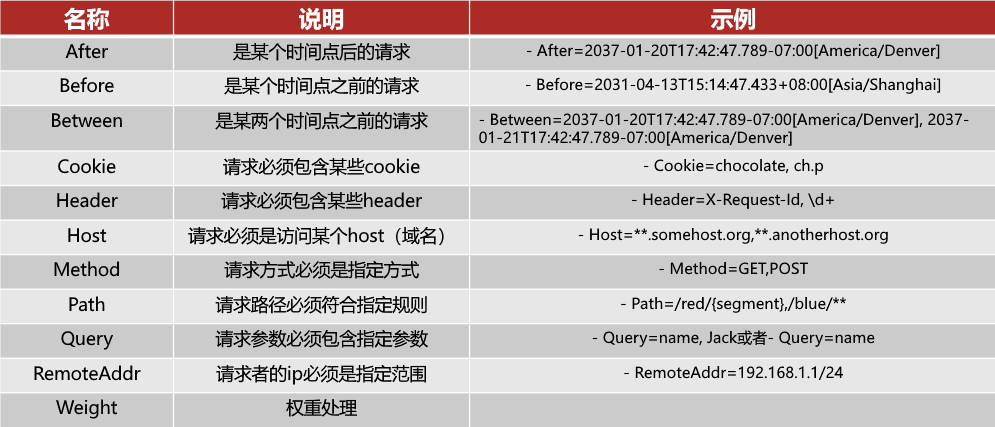 名称 说明 示例
After 是某个时间点后的请求 - After=2037-01-20T17:42:47.789-07:00[America/Denver]
Before 是某个时间点之前的请求 - Before=2031-04-13T15:14:47.433+08:00[Asia/Shanghai]
Between 是某两个时间点之前的请求 - Between=2037-01-20T17:42:47.789-07:00[America/Denver], 2037-
01-21T17:42:47.789-07:00[America/Denver]
Cookie 请求必须包含某些cookie - Cookie=chocolate, ch.p
Header 请求必须包含某些header - Header=X-Request-Id, \d+
Host 请求必须是访问某个host（域名） - Host=**.somehost.org,**.anotherhost.org
Method 请求方式必须是指定方式 - Method=GET,POST
Path 请求路径必须符合指定规则 - Path=/red/{segment},/blue/**
Query 请求参数必须包含指定参数 - Query=name, Jack或者- Query=name
RemoteAddr 请求者的ip必须是指定范围 - RemoteAddr=192.168.1.1/24
Weight 权重处理